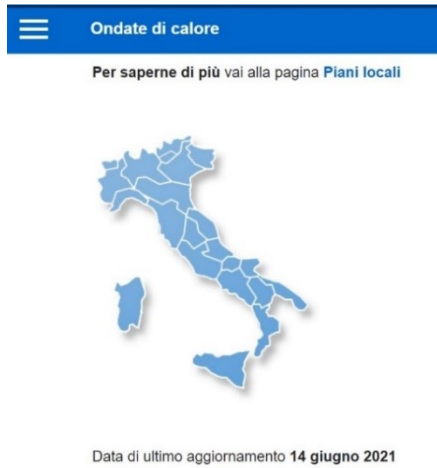 Ondate di calore
Per saperne di più vai alla pagina Piani locali
Data di ultimo aggiornamento 14 giugno 2021